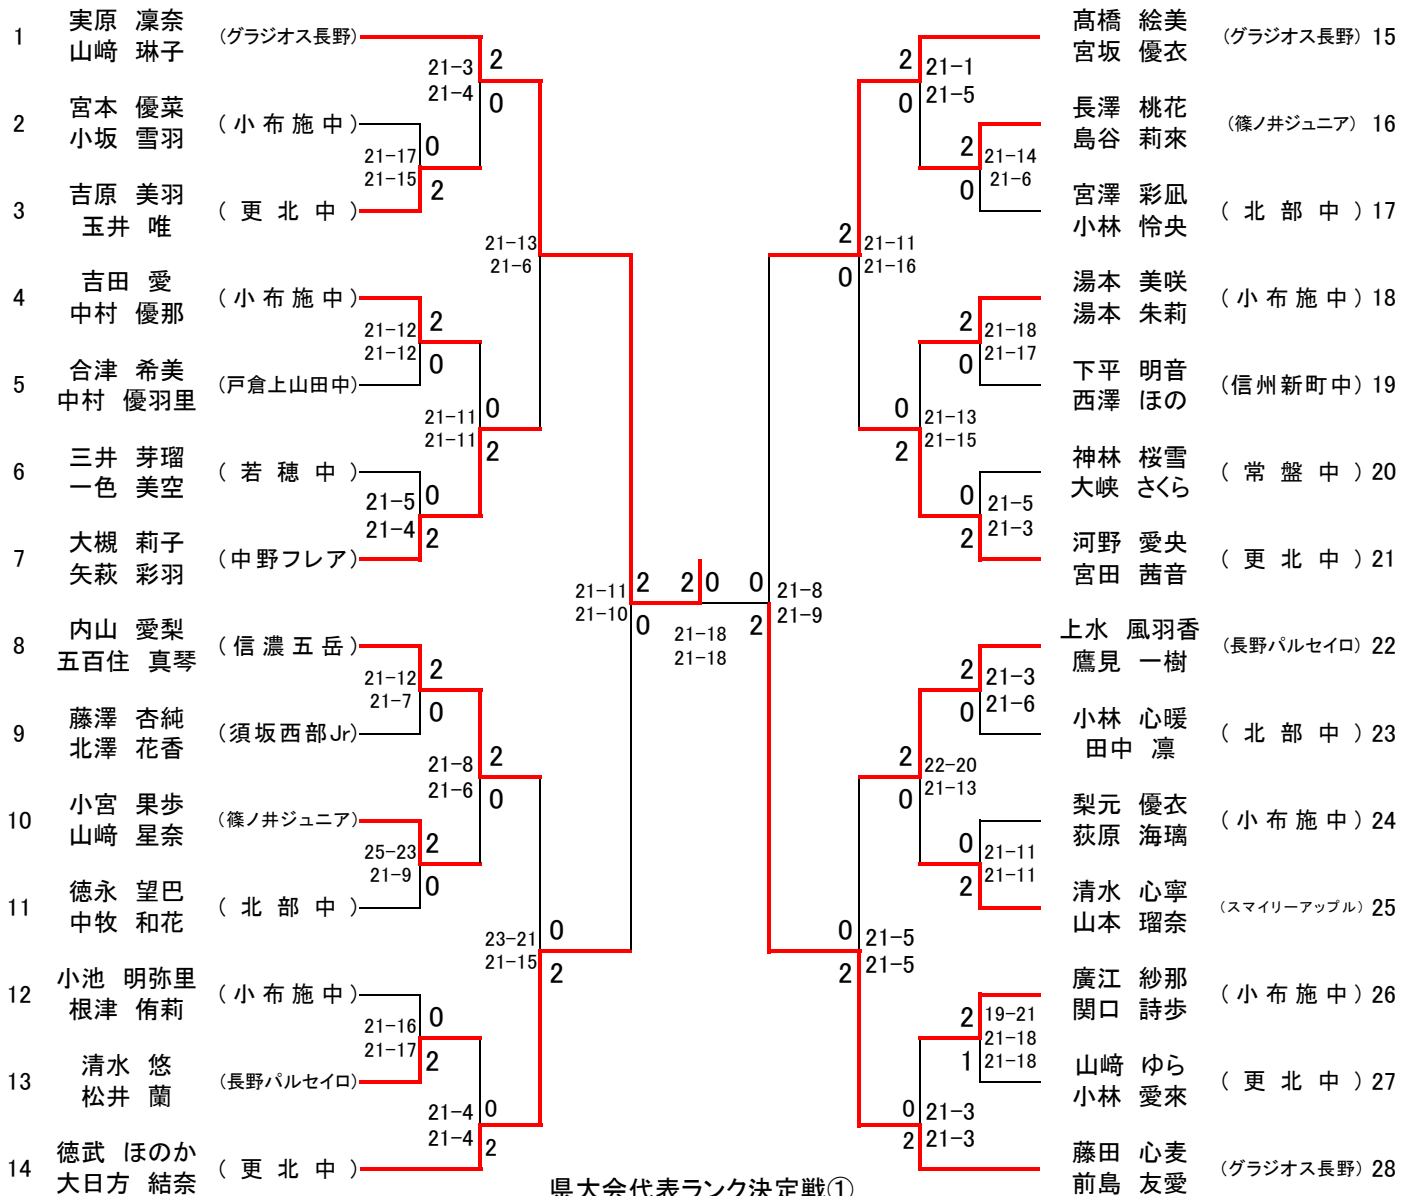 1 実原 凜奈
山﨑 琳子 (グラジオス長野)
2 宮本 優菜
小坂 雪羽 (小布施中)
3 吉原 美羽
玉井 唯 (更北中)
4 吉田 愛
中村 優那 (小布施中)
5 合津 希美
中村 優羽里 (戸倉上山田中)
6 三井 芽瑠
一色 美空 (若穂中)
7 大槻 莉子
矢萩 彩羽 (中野フレア)
8 内山 愛梨
五百住 真琴 (信濃五岳)
9 藤澤 杏純
北澤 花香 (須坂西部Jr)
10 小宮 果歩
山﨑 星奈 (篠ノ井ジュニア)
11 徳永 望巴
中牧 和花 (北部中)
12 小池 明弥里
根津 侑莉 (小布施中)
13 清水 悠
松井 蘭 (長野パルセイロ)
14 徳武 ほのか
大日方 結奈 (更北中)
21-3 2
21-4 0
21-17 0
21-15 2
21-13
21-6
21-12 2
21-12 0
21-11 0
21-11 2
21-5 0
21-4 2
21-11 2
21-10 0
21-12 2
21-7 0
21-8 2
21-6 0
25-23 2
21-9 0
23-21 0
21-15 2
21-16 0
21-17 2
21-4 0
21-4 2
2 0
21-18
21-18
髙橋 絵美
宮坂 優衣 (グラジオス長野) 15
長澤 桃花
島谷 莉來 (篠ノ井ジュニア) 16
宮澤 彩凪
小林 怜央 (北部中) 17
湯本 美咲
湯本 朱莉 (小布施中) 18
下平 明音
西澤 ほの (信州新町中) 19
神林 桜雪
大峡 さくら (常盤中) 20
河野 愛央
宮田 茜音 (更北中) 21
上水 風羽香
鷹見 一樹 (長野パルセイロ) 22
小林 心暖
田中 凛 (北部中) 23
梨元 優衣
荻原 海璃 (小布施中) 24
清水 心寧
山本 瑠奈 (スマイリーアップル) 25
廣江 紗那
関口 詩歩 (小布施中) 26
山﨑 ゆら
小林 愛來 (更北中) 27
藤田 心麦
前島 友愛 (グラジオス長野) 28
2 21-1
0 21-5
2 21-14
0 21-6
2 21-11
0 21-16
2 21-18
0 21-17
0 21-13
2 21-15
0 21-5
2 21-3
0 21-8
2 21-9
2 21-3
0 21-6
2 22-20
0 21-13
0 21-11
2 21-11
0 21-5
2 21-5
2 19-21
21-18
1 21-18
0 21-3
2 21-3
県大会代表ランク決定戦①